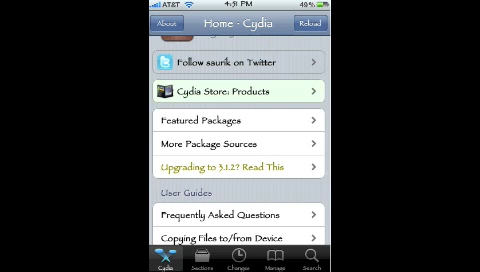 AT&T 4:51 PM 49%
About Home - Cydia Reload
Follow saurik on Twitter
Cydia Store: Products
Featured Packages
More Package Sources
Upgrading to 3.1.2? Read This
User Guides
Frequently Asked Questions
Copying Files to/from Device
Cydia Sections Changes Manage Search